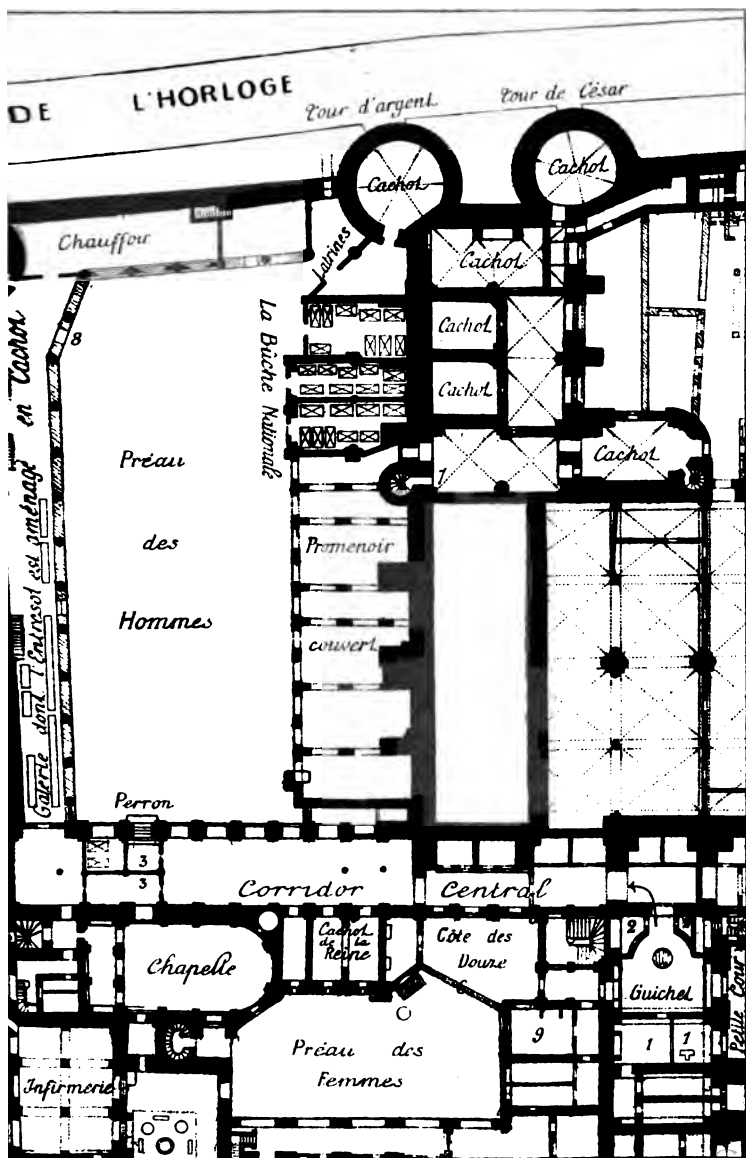 DE L'HORLOGE
Tour d'argent
Tour de César
Cachot
Cachot
Chauffoir
Latrines
Cachot
Cachot
Cachot
Cachot
La Bûche Nationale
8
Galerie dont l'Entresol est aménagé en Cachot
Préau
des
Hommes
7
Promenoir
couvert
Perron
3
3
Corridor Central
2
Chapelle
Cachot
de la
Reine
Côte des
Douze
Guichet
Petite Cour
9
1
1
Préau des
Femmes
Infirmerie